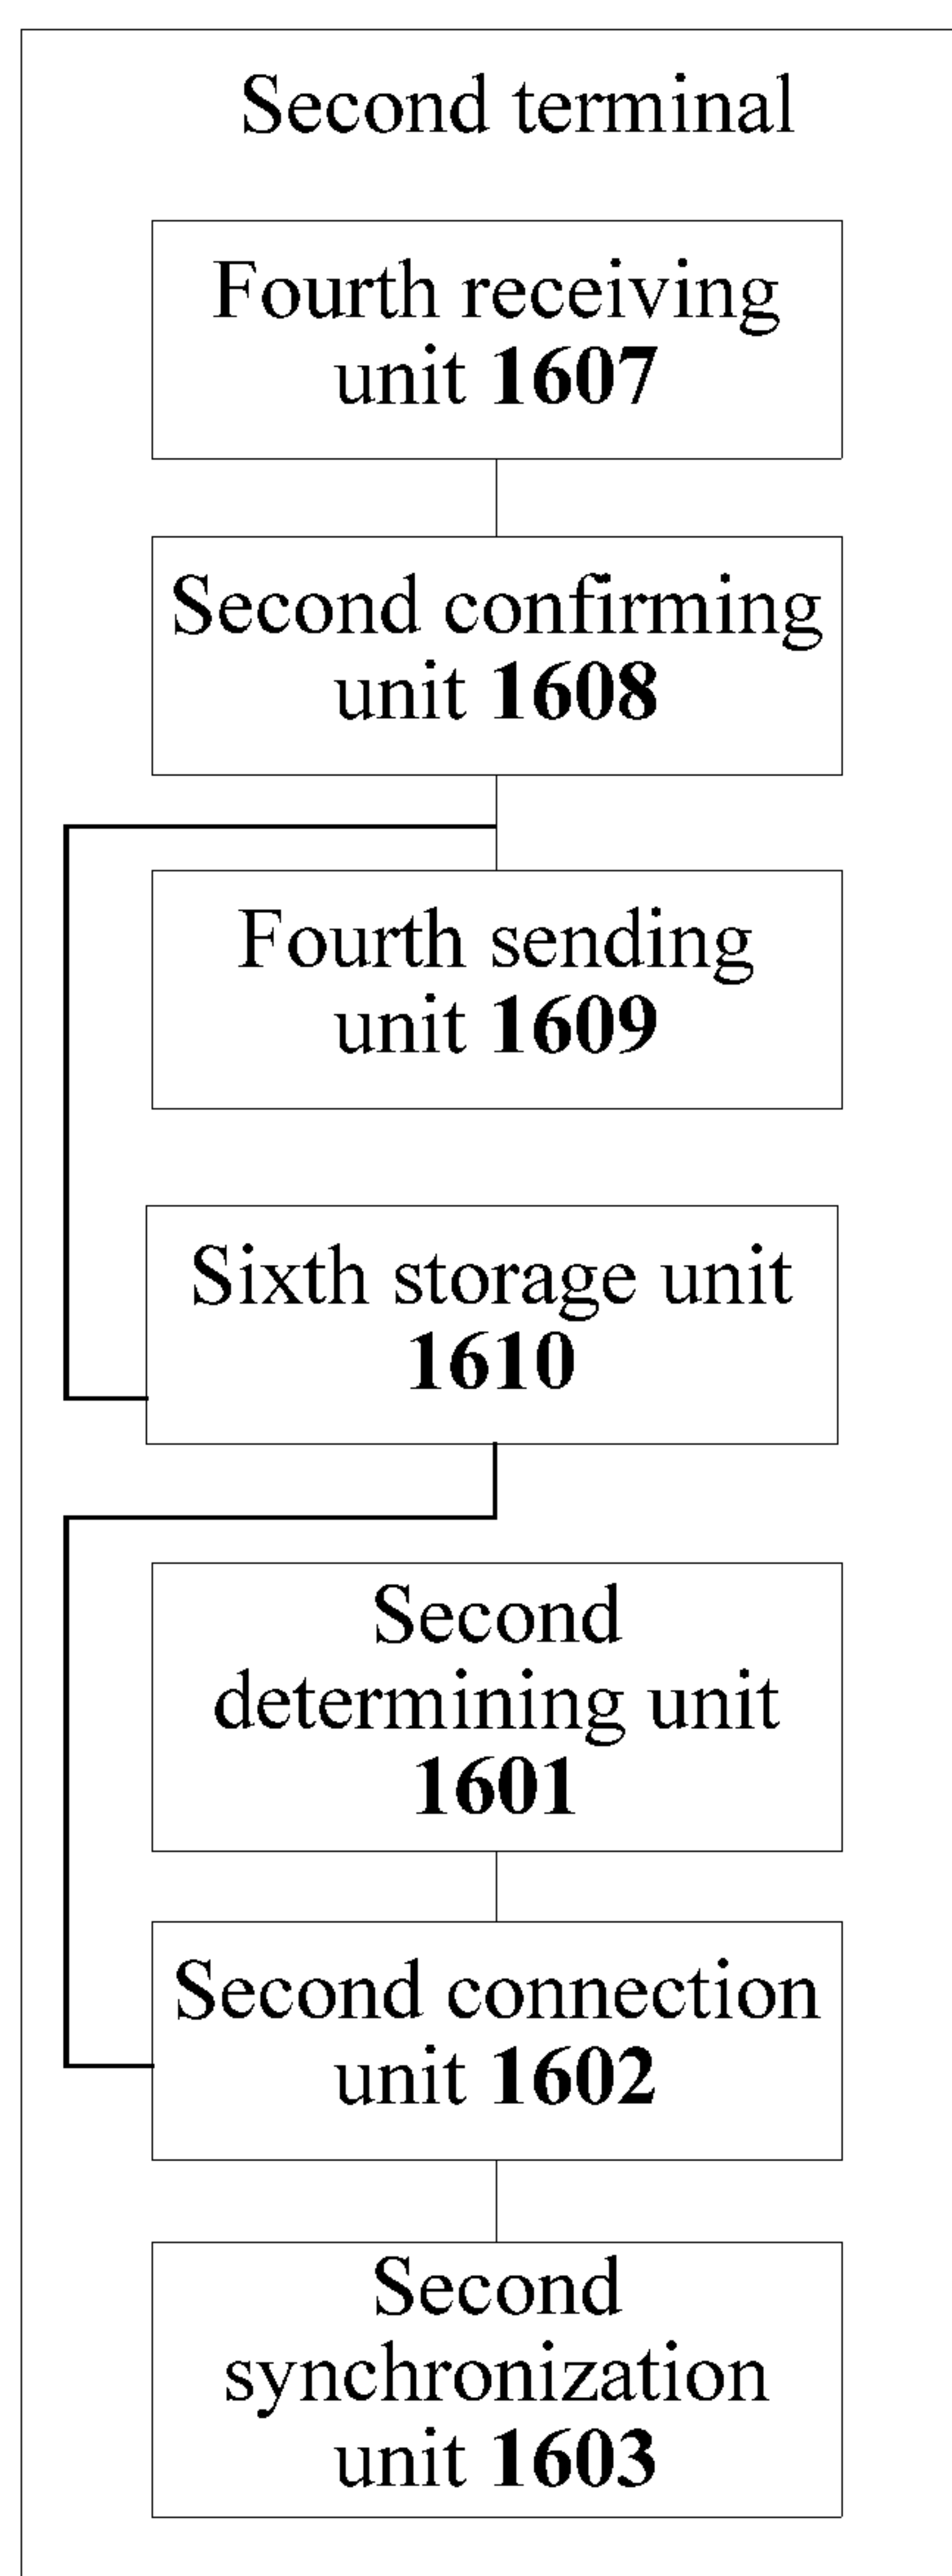 Second terminal
Fourth receiving
unit 1607
Second confirming
unit 1608
Fourth sending
unit 1609
Sixth storage unit
1610
Second
determining unit
1601
Second connection
unit 1602
Second
synchronization
unit 1603